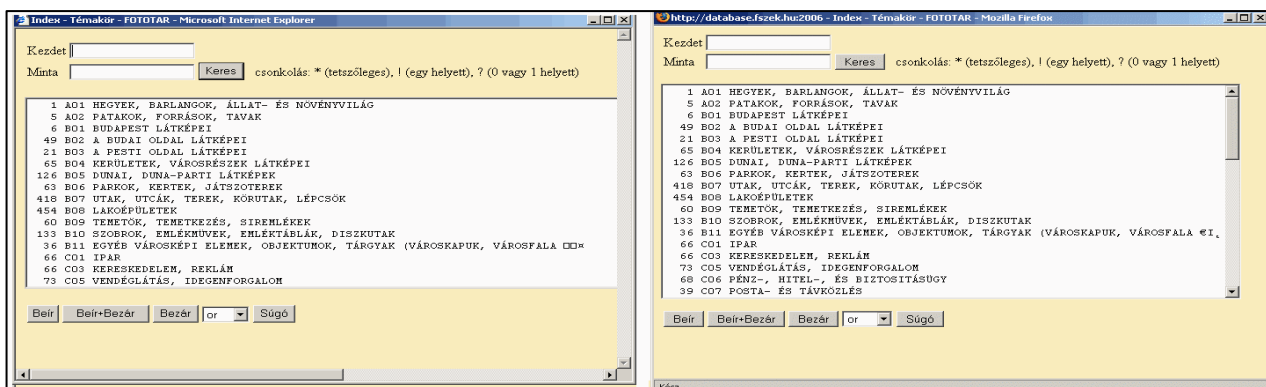 Index - Témakör - FOTOTAR - Microsoft Internet Explorer
Kezdet
Minta Keres csonkolás: * (tetszőleges), ! (egy helyett), ? (0 vagy 1 helyett)
1 A01 HEGYEK, BARLANGOK, ÁLLAT- ÉS NÖVÉNYVILÁG
5 A02 PATAKOK, FORRÁSOK, TAVAK
6 B01 BUDAPEST LÁTKÉPEI
49 B02 A BUDAI OLDAL LÁTKÉPEI
21 B03 A PESTI OLDAL LÁTKÉPEI
65 B04 KERÜLETEK, VÁROSRÉSZEK LÁTKÉPEI
126 B05 DUNAI, DUNA-PARTI LÁTKÉPEK
63 B06 PARKOK, KERTEK, JÁTSZOTEREK
418 B07 UTAK, UTCÁK, TEREK, KÖRUTAK, LÉPCSÖK
454 B08 LAKOÉPÜLETEK
60 B09 TEMETÖK, TEMETKEZÉS, SIREMLÉKEK
133 B10 SZOBROK, EMLÉKMÜVEK, EMLÉKTÁBLÁK, DISZKUTAK
36 B11 EGYÉB VÁROSKÉPI ELEMEK, OBJEKTUMOK, TÁRGYAK (VÁROSKAPUK, VÁROSFALA □□¤
66 C01 IPAR
66 C03 KERESKEDELEM, REKLÁM
73 C05 VENDÉGLÁTÁS, IDEGENFORGALOM
Beír Beír+Bezár Bezár or Súgó
http://database.fszek.hu:2006 - Index - Témakör - FOTOTAR - Mozilla Firefox
Kezdet
Minta Keres csonkolás: * (tetszőleges), ! (egy helyett), ? (0 vagy 1 helyett)
1 A01 HEGYEK, BARLANGOK, ÁLLAT- ÉS NÖVÉNYVILÁG
5 A02 PATAKOK, FORRÁSOK, TAVAK
6 B01 BUDAPEST LÁTKÉPEI
49 B02 A BUDAI OLDAL LÁTKÉPEI
21 B03 A PESTI OLDAL LÁTKÉPEI
65 B04 KERÜLETEK, VÁROSRÉSZEK LÁTKÉPEI
126 B05 DUNAI, DUNA-PARTI LÁTKÉPEK
63 B06 PARKOK, KERTEK, JÁTSZOTEREK
418 B07 UTAK, UTCÁK, TEREK, KÖRUTAK, LÉPCSÖK
454 B08 LAKOÉPÜLETEK
60 B09 TEMETÖK, TEMETKEZÉS, SIREMLÉKEK
133 B10 SZOBROK, EMLÉKMÜVEK, EMLÉKTÁBLÁK, DISZKUTAK
36 B11 EGYÉB VÁROSKÉPI ELEMEK, OBJEKTUMOK, TÁRGYAK (VÁROSKAPUK, VÁROSFALA
66 C01 IPAR
66 C03 KERESKEDELEM, REKLÁM
73 C05 VENDÉGLÁTÁS, IDEGENFORGALOM
68 C06 PÉNZ-, HITEL-, ÉS BIZTOSITÁSÜGY
39 C07 POSTA- ÉS TÁVKÖZLÉS
Beír Beír+Bezár Bezár or Súgó